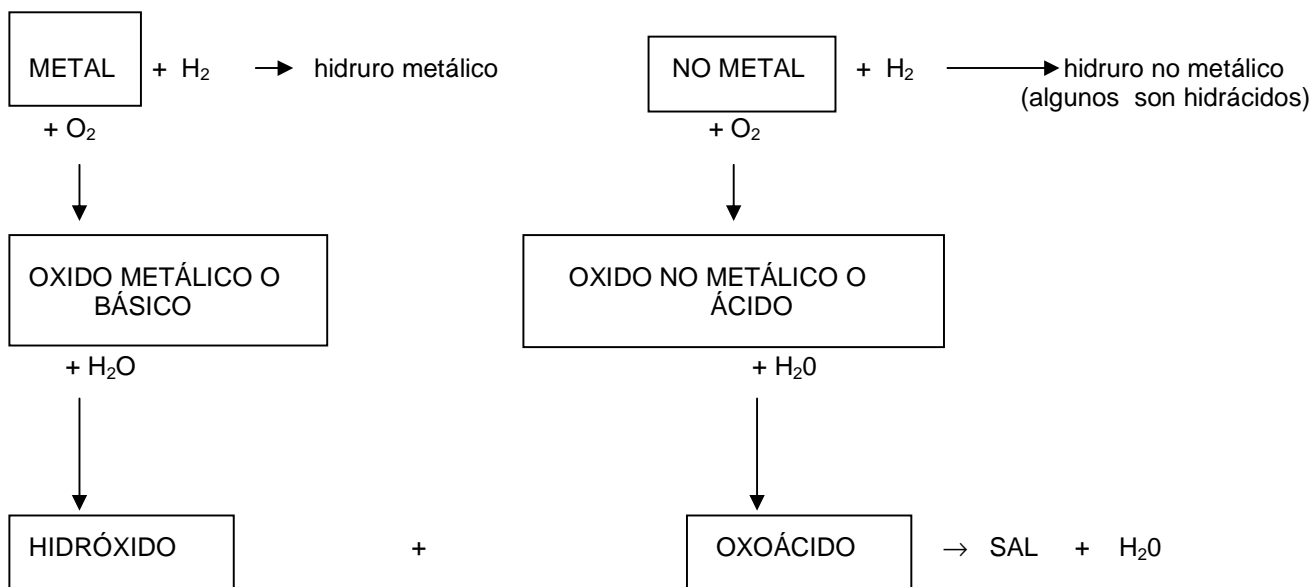 METAL + H₂ → hidruro metálico
NO METAL + H₂ → hidruro no metálico
(algunos son hidrácidos)
+ O₂
+ O₂
OXIDO METÁLICO O
BÁSICO
OXIDO NO METÁLICO O
ÁCIDO
+ H₂O
+ H₂0
HIDRÓXIDO + OXOÁCIDO → SAL + H₂0